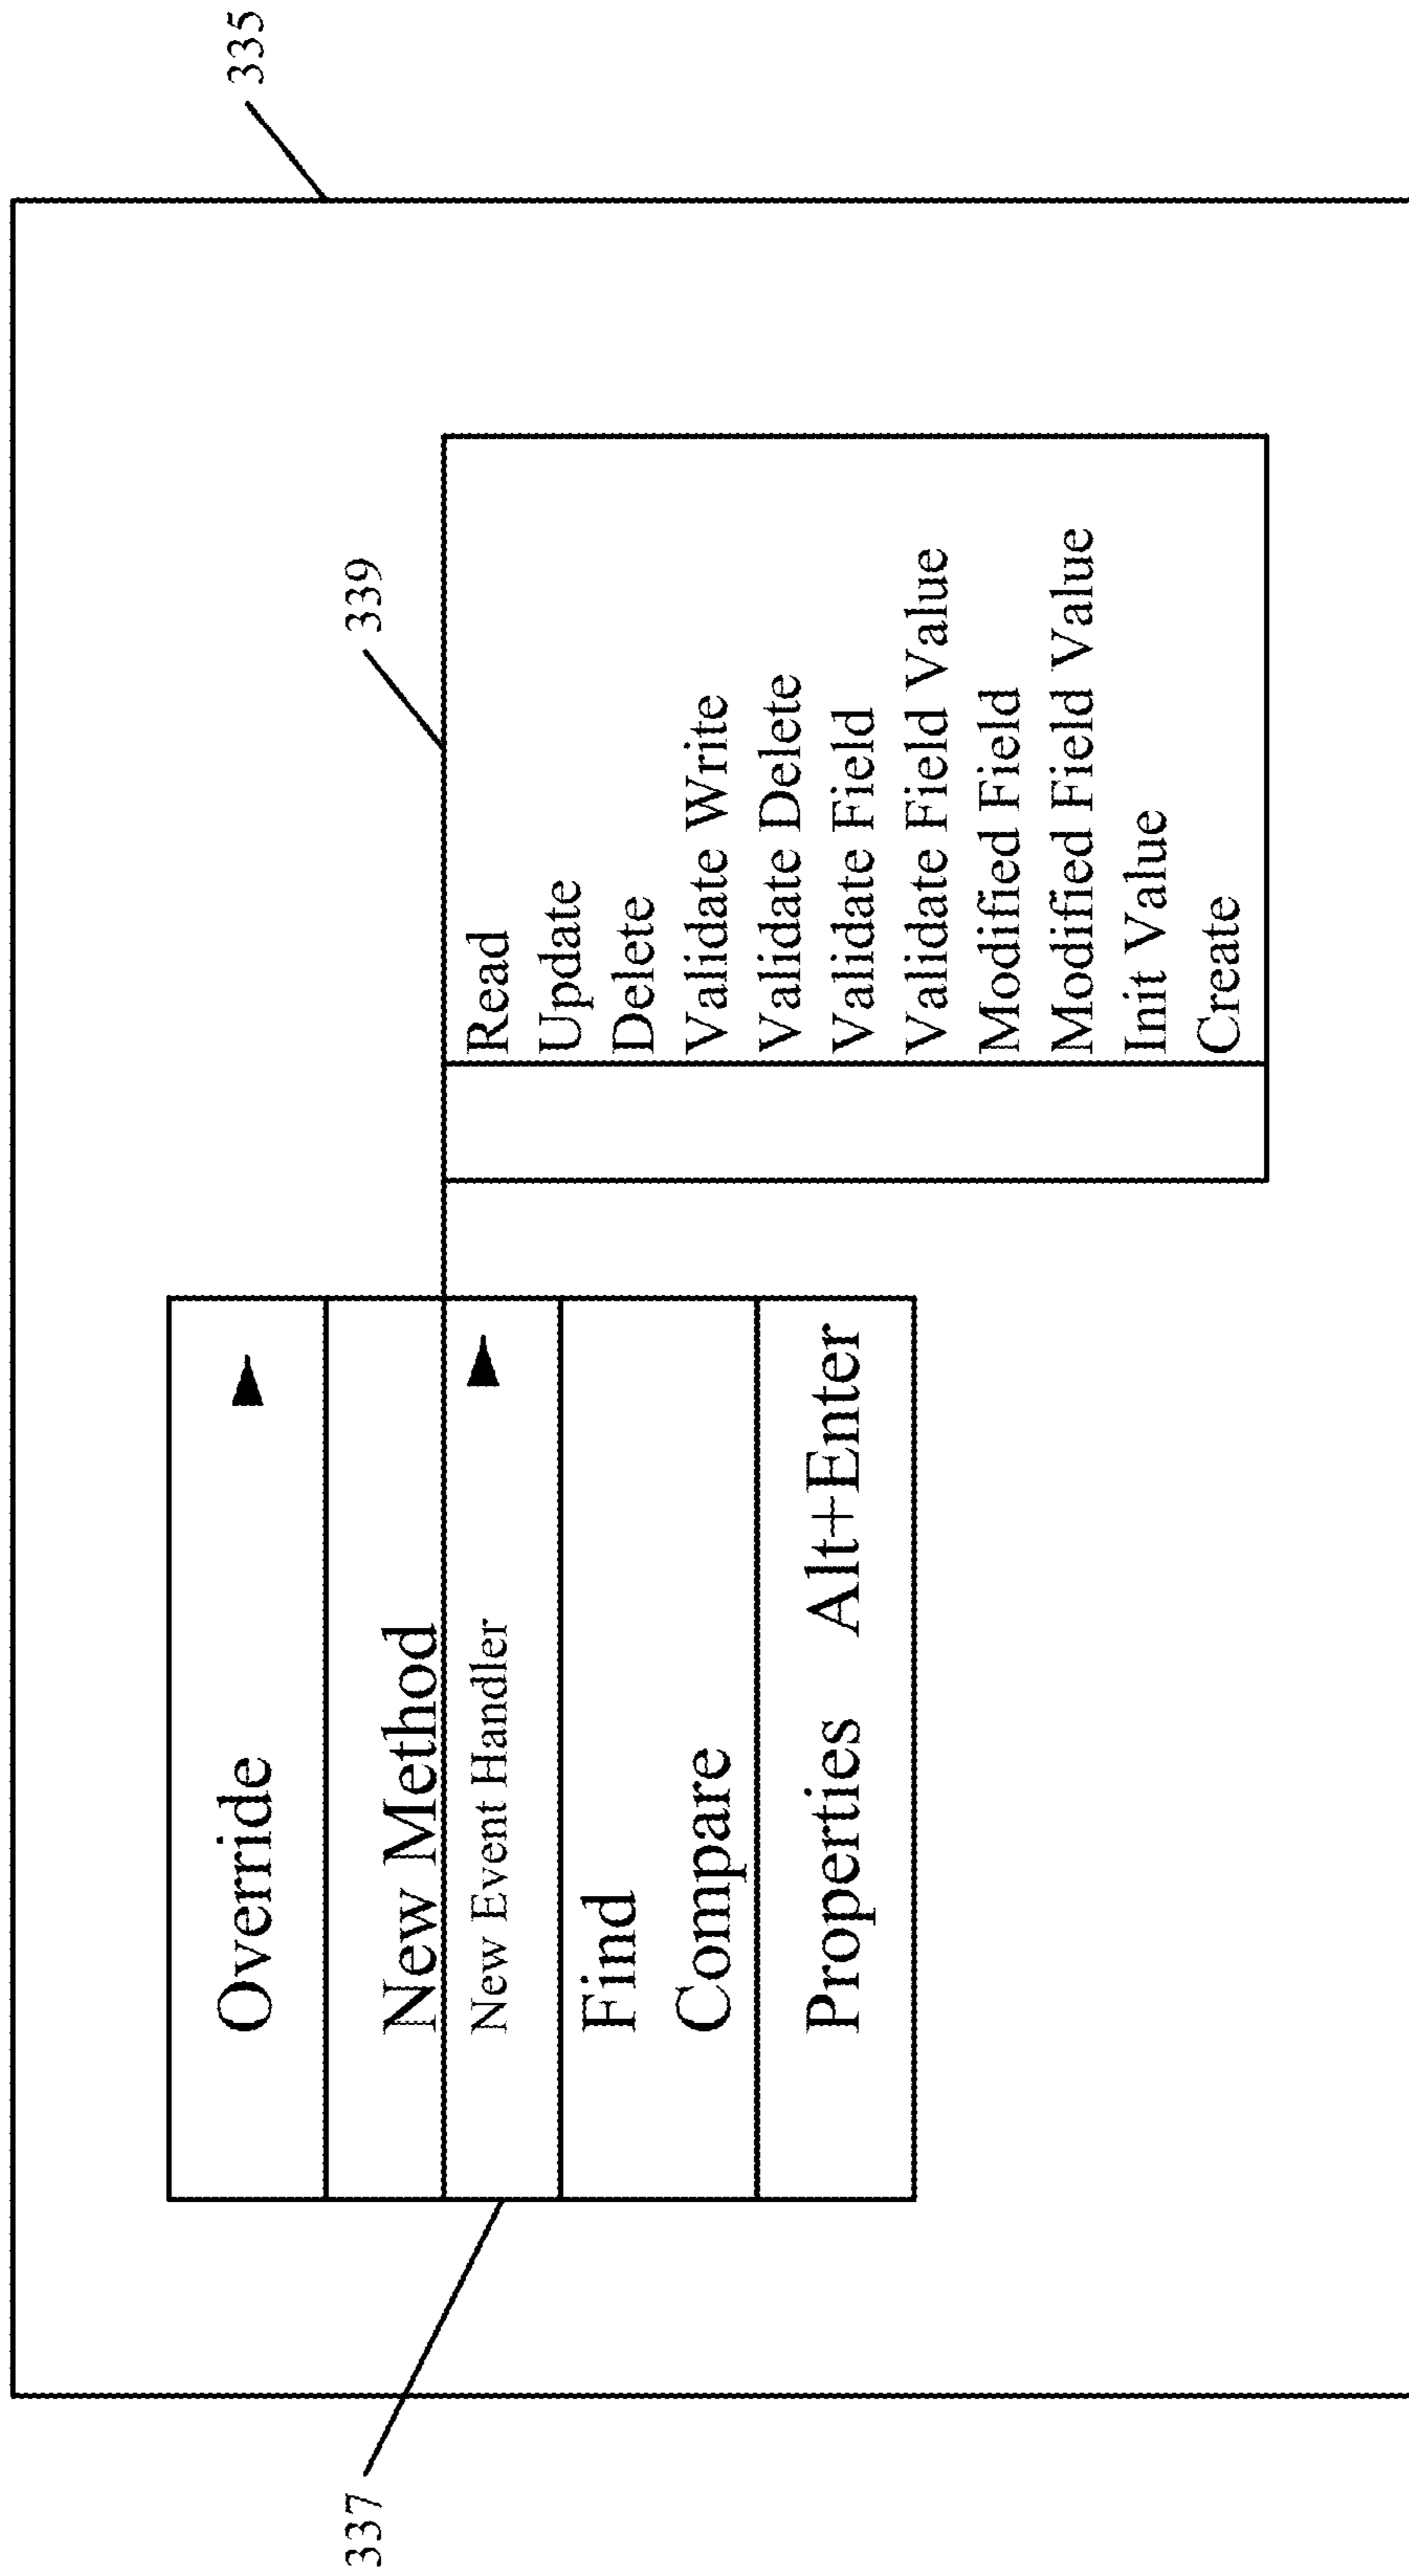 335
337
339
Override
New Method
New Event Handler
Find
Compare
Properties Alt+Enter
Read
Update
Delete
Validate Write
Validate Delete
Validate Field
Validate Field Value
Modified Field
Modified Field Value
Init Value
Create